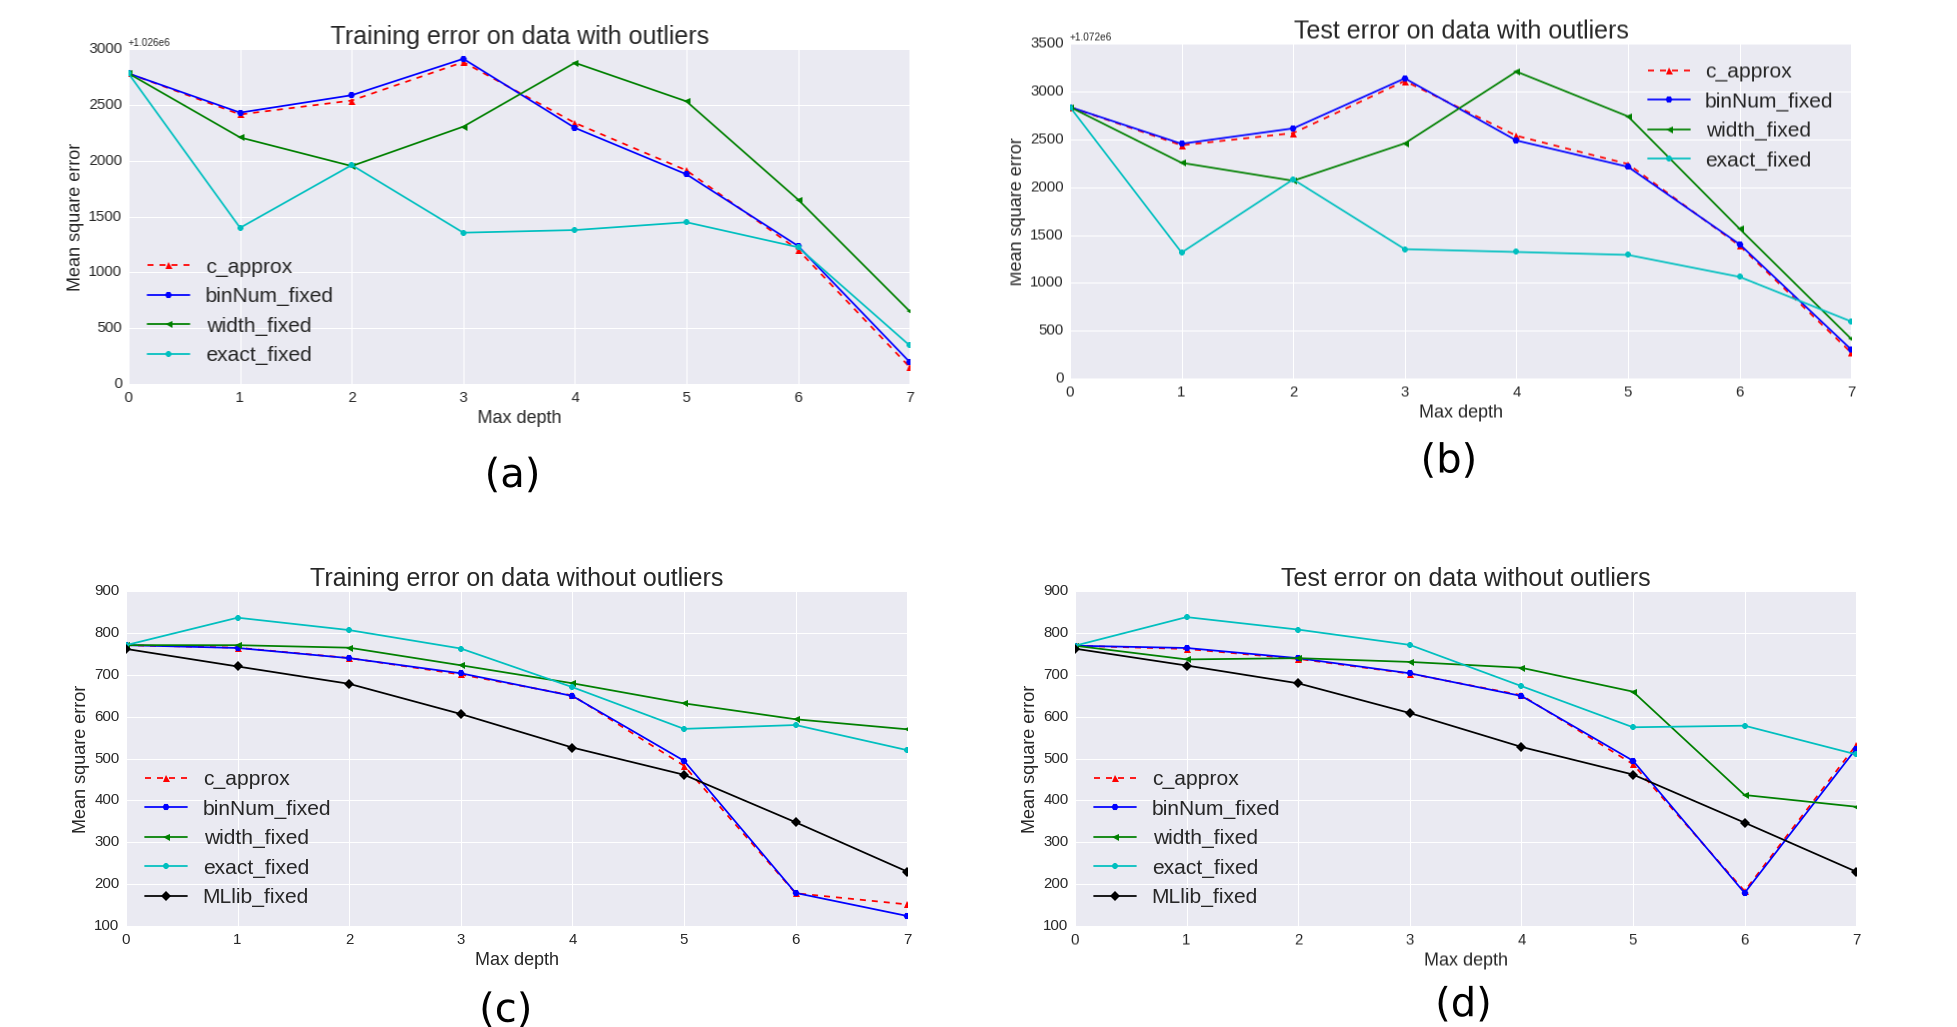 Training error on data with outliers
+1.026e6
3000
2500
2000
1500
1000
500
0
Mean square error
c_approx
binNum_fixed
width_fixed
exact_fixed
0 1 2 3 4 5 6 7
Max depth
(a)
Test error on data with outliers
+1.072e6
3500
3000
2500
2000
1500
1000
500
0
Mean square error
c_approx
binNum_fixed
width_fixed
exact_fixed
0 1 2 3 4 5 6 7
Max depth
(b)
Training error on data without outliers
900
800
700
600
500
400
300
200
100
Mean square error
c_approx
binNum_fixed
width_fixed
exact_fixed
MLlib_fixed
0 1 2 3 4 5 6 7
Max depth
(c)
Test error on data without outliers
900
800
700
600
500
400
300
200
100
Mean square error
c_approx
binNum_fixed
width_fixed
exact_fixed
MLlib_fixed
0 1 2 3 4 5 6 7
Max depth
(d)